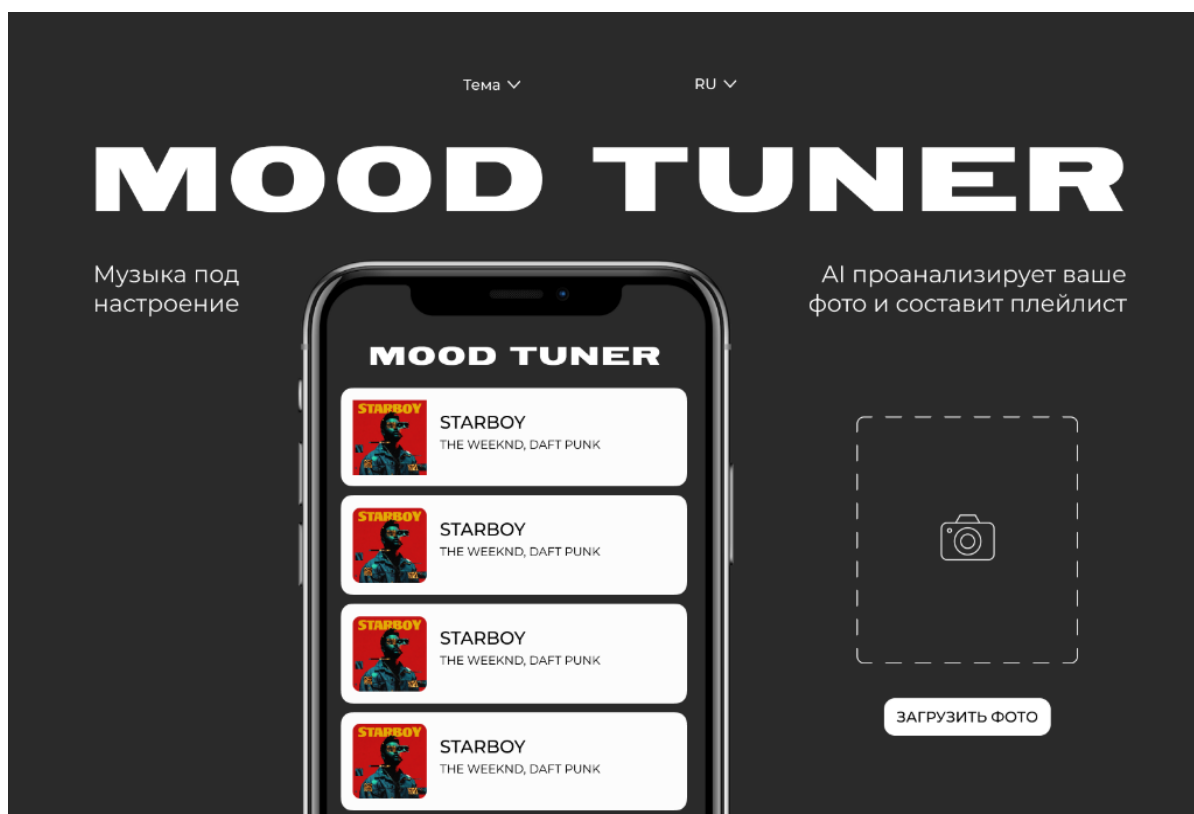 Тема
RU
MOOD TUNER
Музыка под
настроение
AI проанализирует ваше
фото и составит плейлист
MOOD TUNER
STARBOY
STARBOY
THE WEEKND, DAFT PUNK
STARBOY
STARBOY
THE WEEKND, DAFT PUNK
STARBOY
STARBOY
THE WEEKND, DAFT PUNK
STARBOY
STARBOY
THE WEEKND, DAFT PUNK
ЗАГРУЗИТЬ ФОТО